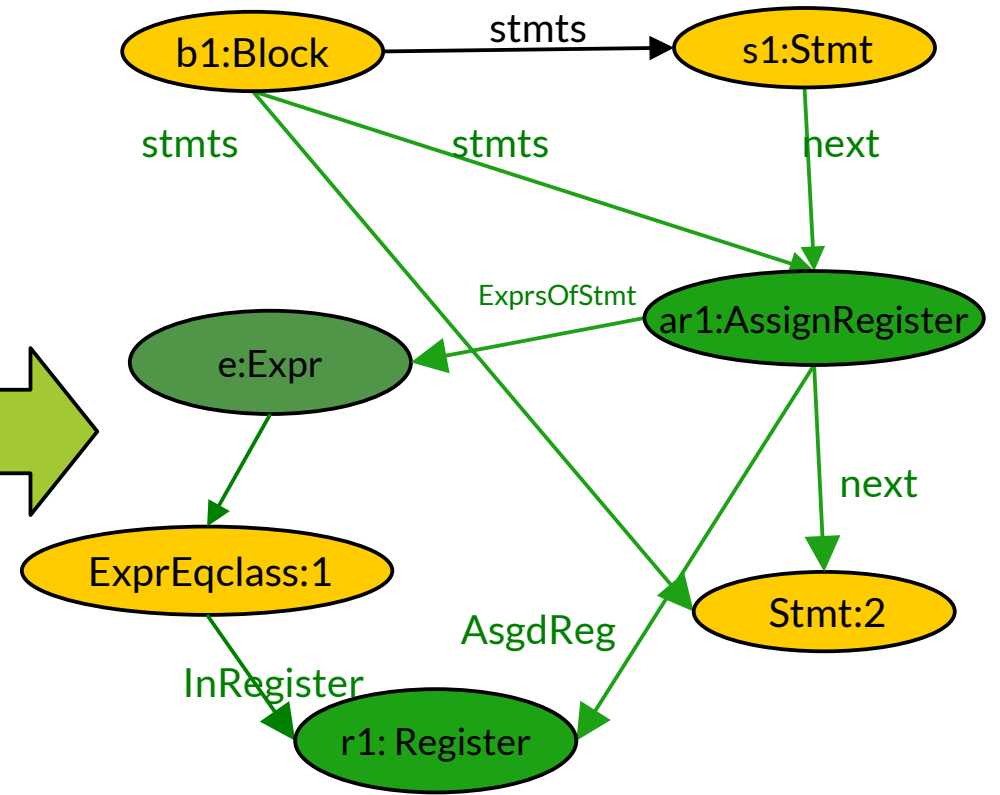 stmts
b1:Block
s1:Stmt
stmts
stmts
next
ExprsOfStmt
ar1:AssignRegister
e:Expr
next
ExprEqclass:1
Stmt:2
AsgdReg
InRegister
r1: Register